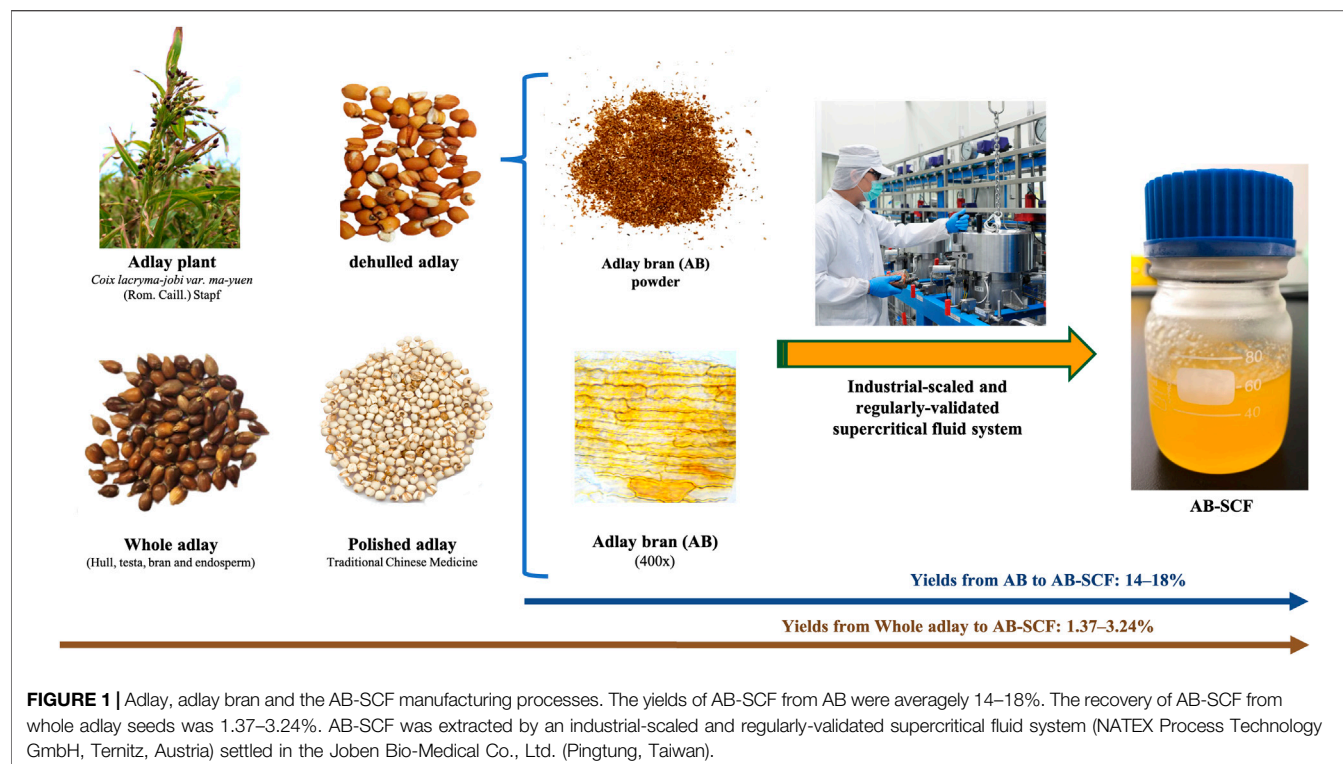 Adlay plant
Coix lacryma-jobi var. ma-yuen
(Rom. Caill.) Stapf
dehulled adlay
Adlay bran (AB)
powder
Whole adlay
(Hull, testa, bran and endosperm)
Polished adlay
Traditional Chinese Medicine
Adlay bran (AB)
(400x)
Industrial-scaled and
regularly-validated
supercritical fluid system
80
60
40
AB-SCF
Yields from AB to AB-SCF: 14–18%
Yields from Whole adlay to AB-SCF: 1.37–3.24%
FIGURE 1 | Adlay, adlay bran and the AB-SCF manufacturing processes. The yields of AB-SCF from AB were averagely 14–18%. The recovery of AB-SCF from
whole adlay seeds was 1.37–3.24%. AB-SCF was extracted by an industrial-scaled and regularly-validated supercritical fluid system (NATEX Process Technology
GmbH, Ternitz, Austria) settled in the Joben Bio-Medical Co., Ltd. (Pingtung, Taiwan).